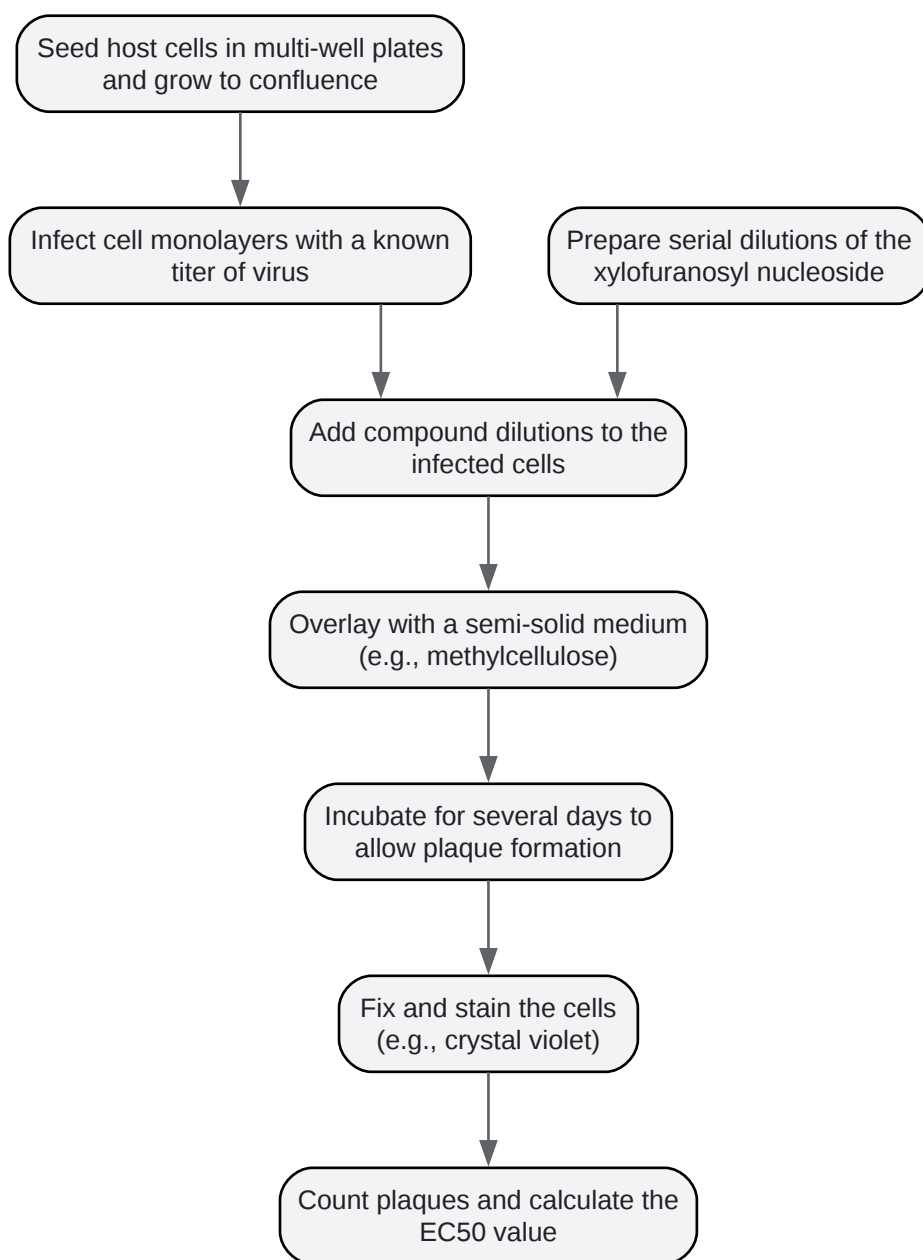 Seed host cells in multi-well plates
and grow to confluence
Infect cell monolayers with a known
titer of virus
Prepare serial dilutions of the
xylofuranosyl nucleoside
Add compound dilutions to the
infected cells
Overlay with a semi-solid medium
(e.g., methylcellulose)
Incubate for several days to
allow plaque formation
Fix and stain the cells
(e.g., crystal violet)
Count plaques and calculate the
EC50 value